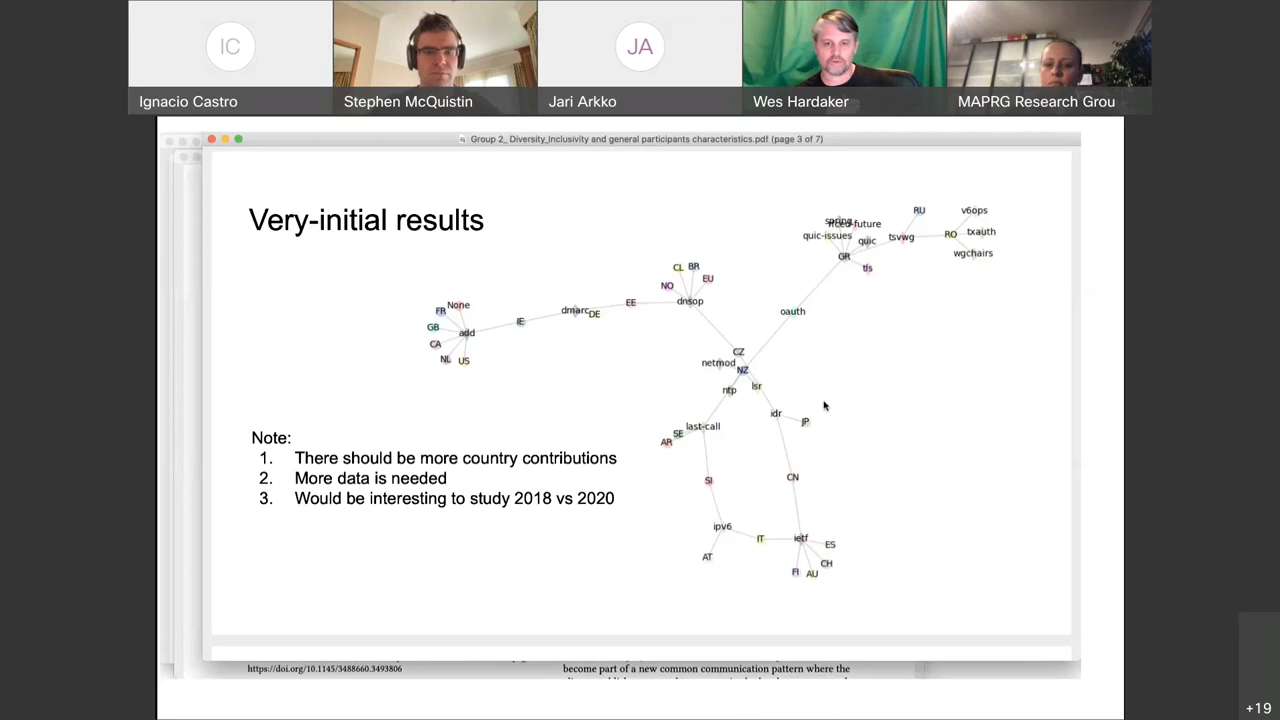 IC
JA
Ignacio Castro
Stephen McQuistin
Jari Arkko
Wes Hardaker
MAPRG Research Grou
Group 2_ Diversity_Inclusivity and general participants characteristics.pdf (page 3 of 7)
Very-initial results
RU
v6ops
spring
quic-issues
quic
tsvwg
RO
txauth
GR
wgchairs
tls
CL
BR
NO
EU
dnsop
EE
oauth
None
FR
dmarc
DE
IE
GB
add
CA
NL
US
CZ
netmod
NZ
ntp
lsr
idr
JP
last-call
SE
AR
Note:
1. There should be more country contributions
2. More data is needed
3. Would be interesting to study 2018 vs 2020
SI
CN
ipv6
IT
ietf
ES
AT
CH
FI
AU
https://doi.org/10.1145/3488660.3493806
become part of a new common communication pattern where the
+19